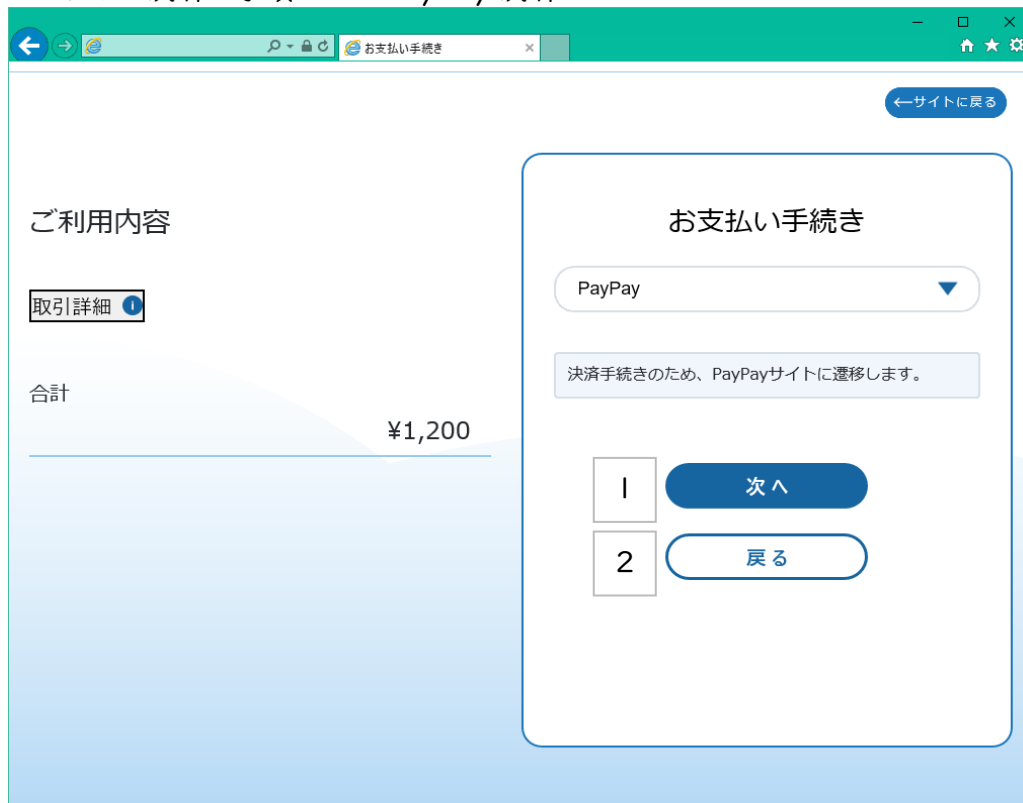 お支払い手続き
←サイトに戻る
ご利用内容
取引詳細
合計
¥1,200
お支払い手続き
PayPay
決済手続きのため、PayPayサイトに遷移します。
1 次へ
2 戻る